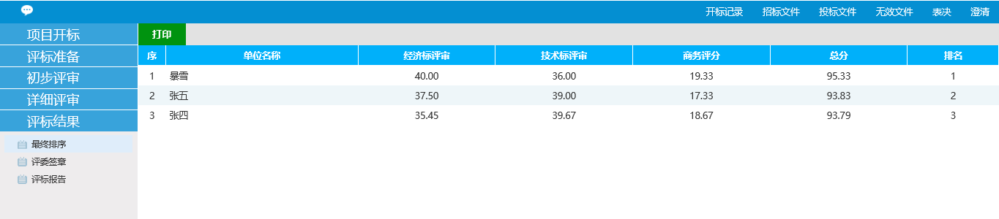 开标记录 招标文件 投标文件 无效文件 表决 澄清
项目开标
评标准备
初步评审
详细评审
评标结果
最终排序
评委签章
评标报告
打印
序 单位名称 经济标评审 技术标评审 商务评分 总分 排名
1 暴雪 40.00 36.00 19.33 95.33 1
2 张五 37.50 39.00 17.33 93.83 2
3 张四 35.45 39.67 18.67 93.79 3